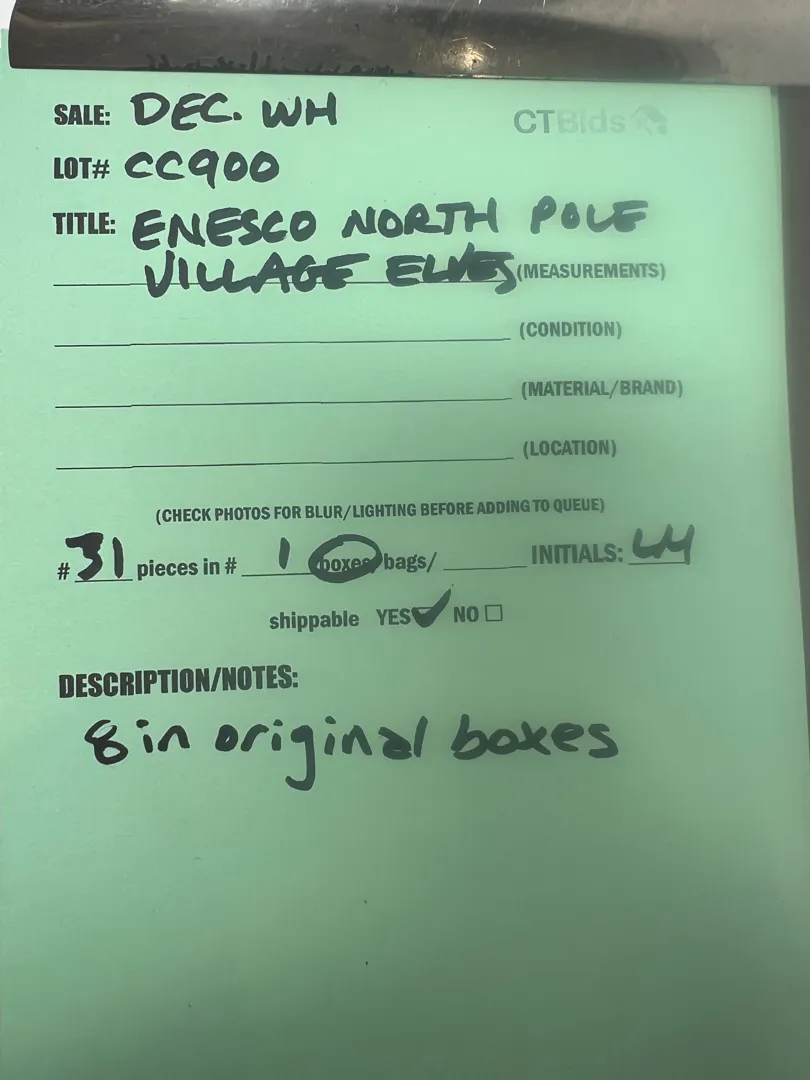 SALE: DEC. WH
CTBids
LOT# CC900
TITLE: ENESCO NORTH POLE
VILLAGE ELVES (MEASUREMENTS)
(CONDITION)
(MATERIAL/BRAND)
(LOCATION)
(CHECK PHOTOS FOR BLUR/LIGHTING BEFORE ADDING TO QUEUE)
# 31 pieces in # 1 boxes/bags/ INITIALS:
shippable YES NO
DESCRIPTION/NOTES:
8 in original boxes